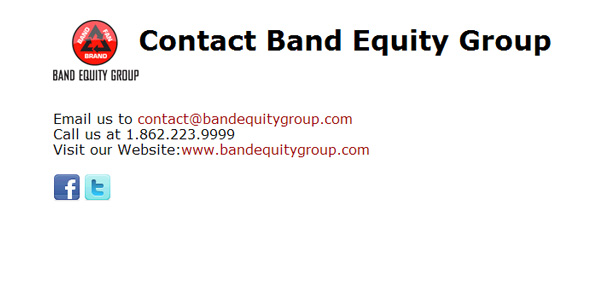 BAND FAN BRAND
BAND EQUITY GROUP
Contact Band Equity Group
Email us to contact@bandequitygroup.com
Call us at 1.862.223.9999
Visit our Website:www.bandequitygroup.com
f t